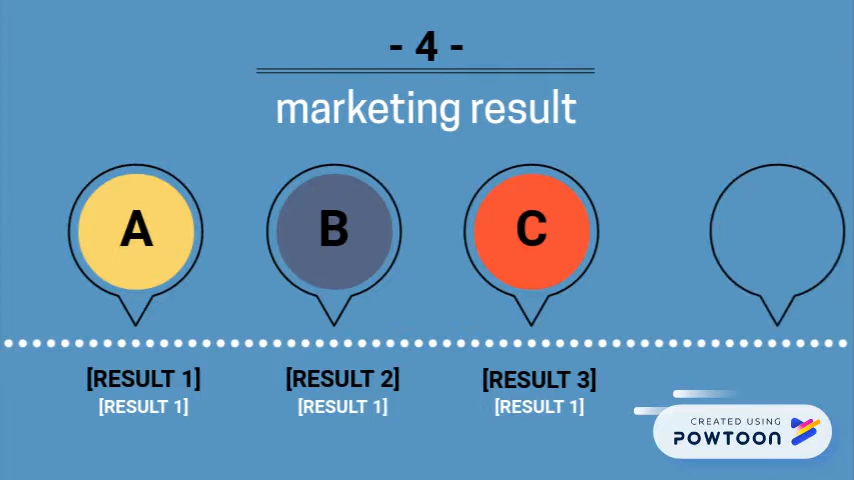 - 4 -
marketing result
A B C
[RESULT 1] [RESULT 2] [RESULT 3]
[RESULT 1] [RESULT 1] [RESULT 1]
CREATED USING
POWTOON